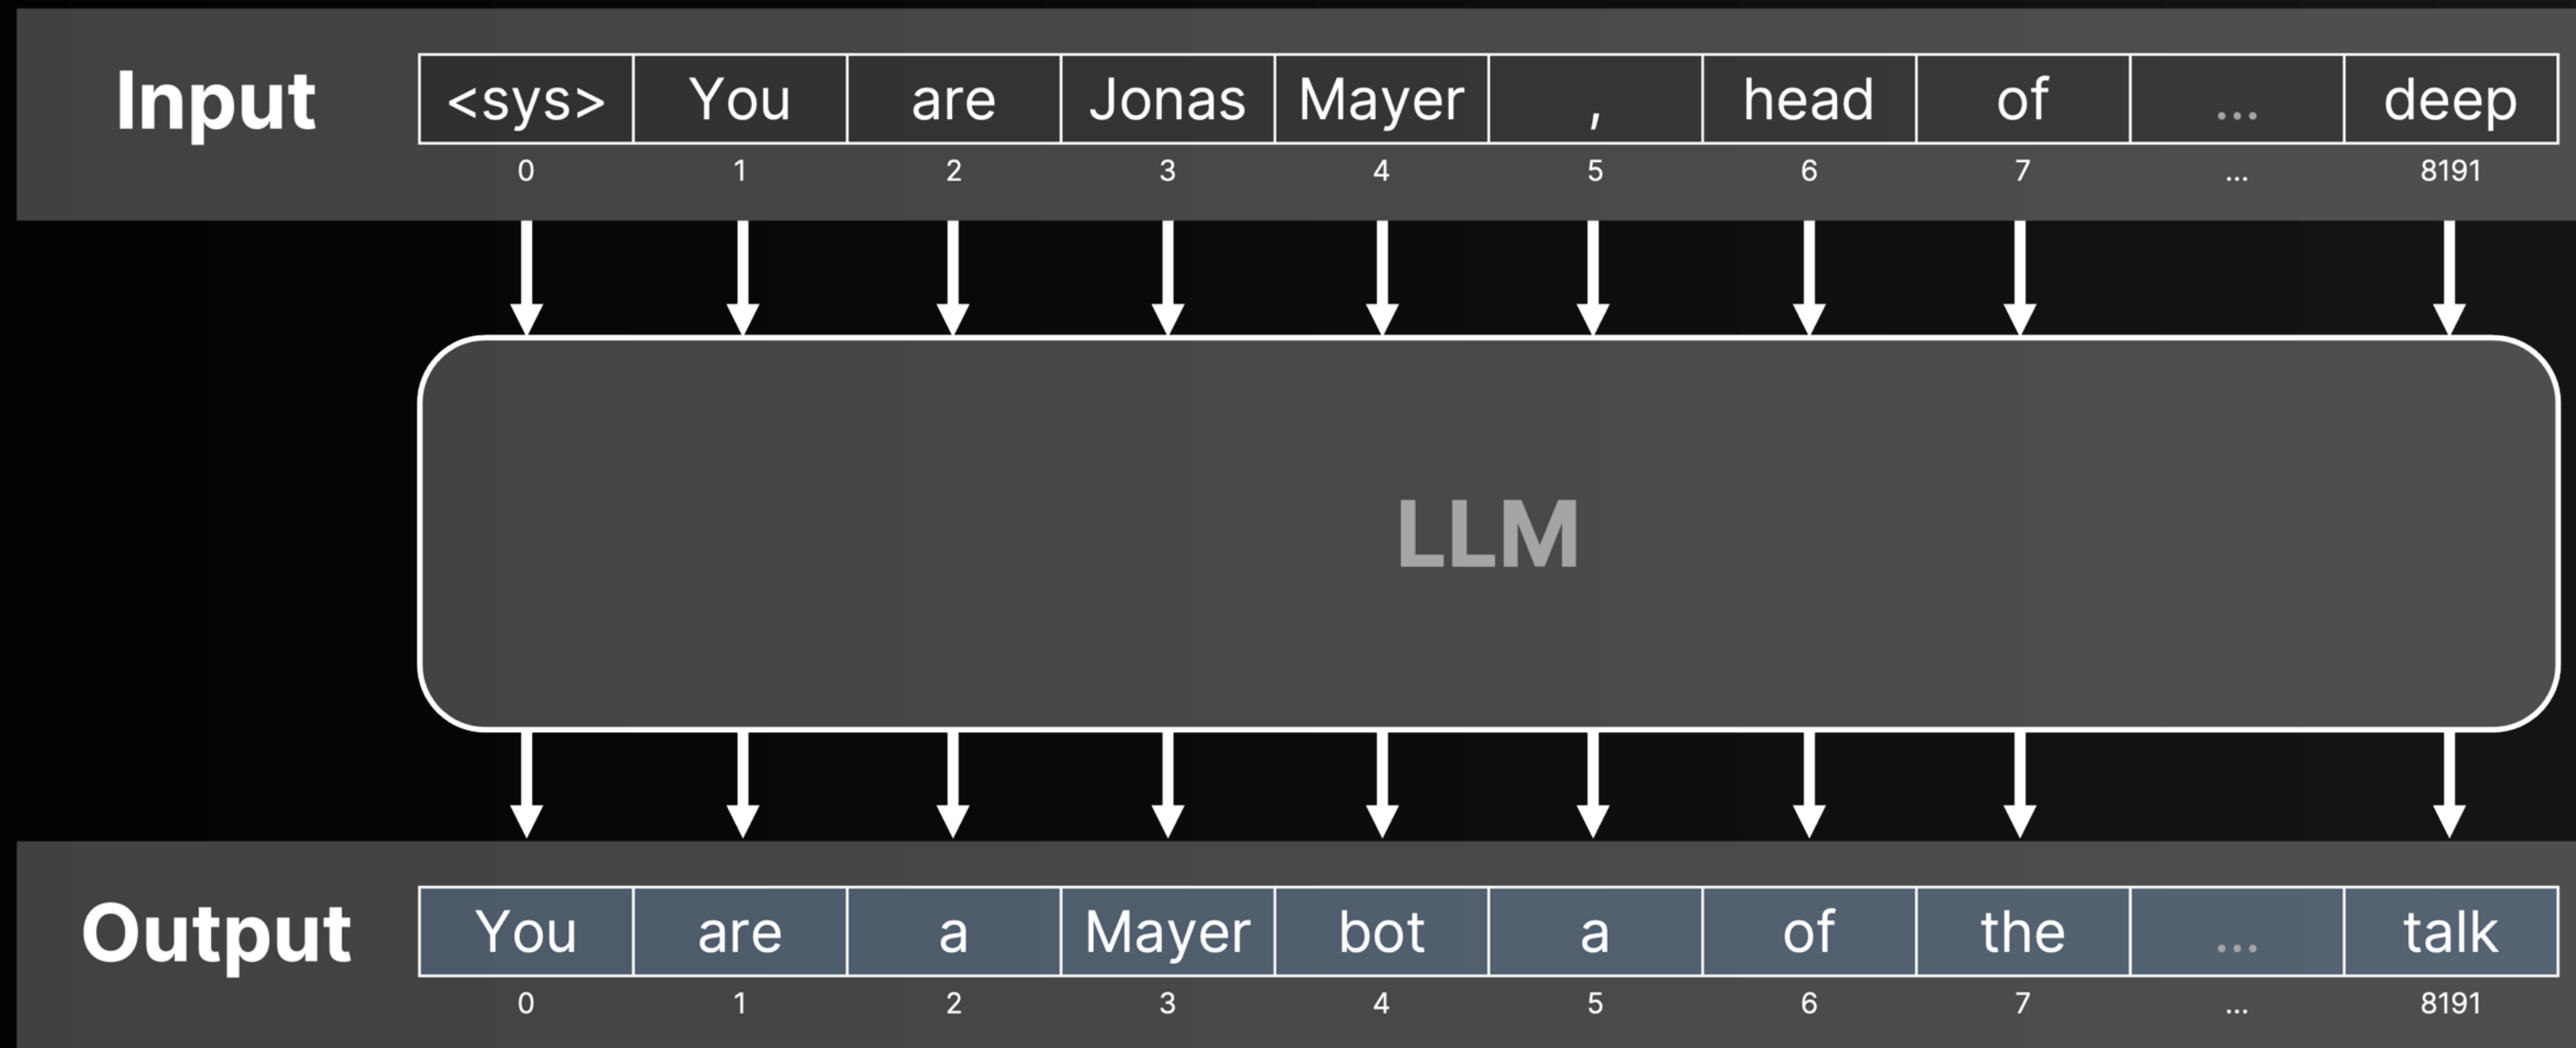 Input <sys> You are Jonas Mayer , head of ... deep
0 1 2 3 4 5 6 7 ... 8191
LLM
Output You are a Mayer bot a of the ... talk
0 1 2 3 4 5 6 7 ... 8191